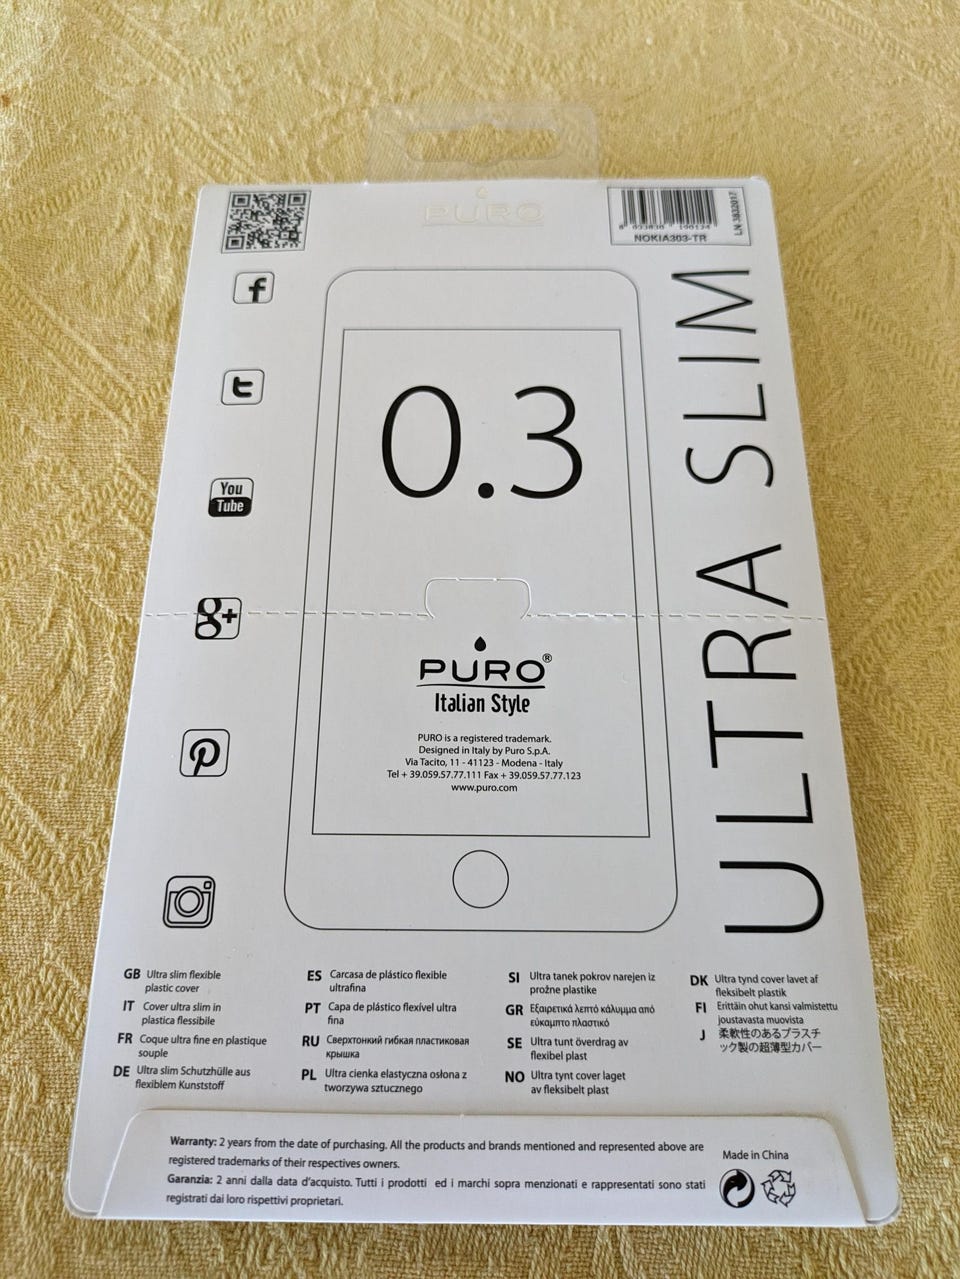 PURO
8 033830 190124
NOKIA303-TR
LN-3832017
f
t
You
Tube
g+
p
0.3
ULTRA SLIM
PURO®
Italian Style
PURO is a registered trademark.
Designed in Italy by Puro S.p.A.
Via Tacito, 11 - 41123 - Modena - Italy
Tel + 39.059.57.77.111 Fax + 39.059.57.77.123
www.puro.com
GB Ultra slim flexible
plastic cover
IT Cover ultra slim in
plastica flessibile
FR Coque ultra fine en plastique
souple
DE Ultra slim Schutzhülle aus
flexiblem Kunststoff
ES Carcasa de plástico flexible
ultrafina
PT Capa de plástico flexível ultra
fina
RU Сверхтонкий гибкая пластиковая
крышка
PL Ultra cienka elastyczna osłona z
tworzywa sztucznego
SI Ultra tanek pokrov narejen iz
prožne plastike
GR Εξαιρετικά λεπτό κάλυμμα από
εύκαμπτο πλαστικό
SE Ultra tunt överdrag av
flexibel plast
NO Ultra tynt cover laget
av fleksibelt plast
DK Ultra tynd cover lavet af
fleksibelt plastik
FI Erittäin ohut kansi valmistettu
joustavasta muovista
J 柔軟性のあるプラスチ
ック製の超薄型カバー
Warranty: 2 years from the date of purchasing. All the products and brands mentioned and represented above are
registered trademarks of their respectives owners.
Garanzia: 2 anni dalla data d'acquisto. Tutti i prodotti ed i marchi sopra menzionati e rappresentati sono stati
registrati dai loro rispettivi proprietari.
Made in China